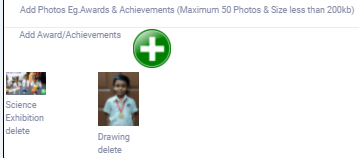 Add Photos Eg.Awards & Achievements (Maximum 50 Photos & Size less than 200kb)
Add Award/Achievements
Science
Exhibition
delete
Drawing
delete